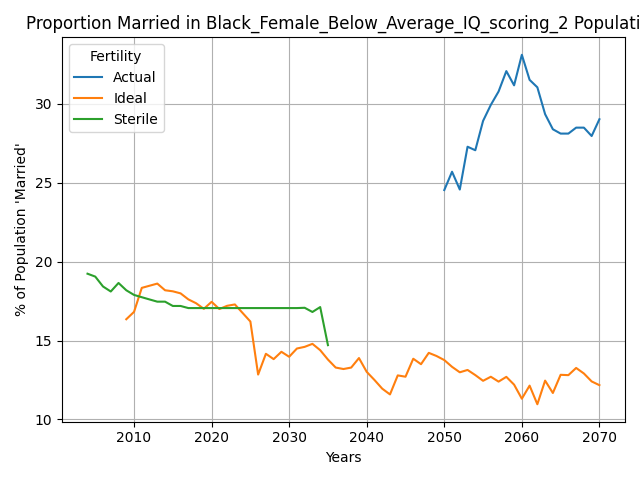 Proportion Married in Black_Female_Below_Average_IQ_scoring_2 Populati
Fertility
Actual
Ideal
Sterile
% of Population 'Married'
30
25
20
15
10
2010 2020 2030 2040 2050 2060 2070
Years